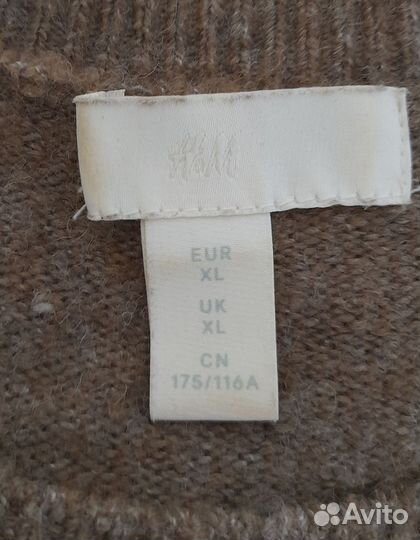 H&M
EUR
XL
UK
XL
CN
175/116A
Avito